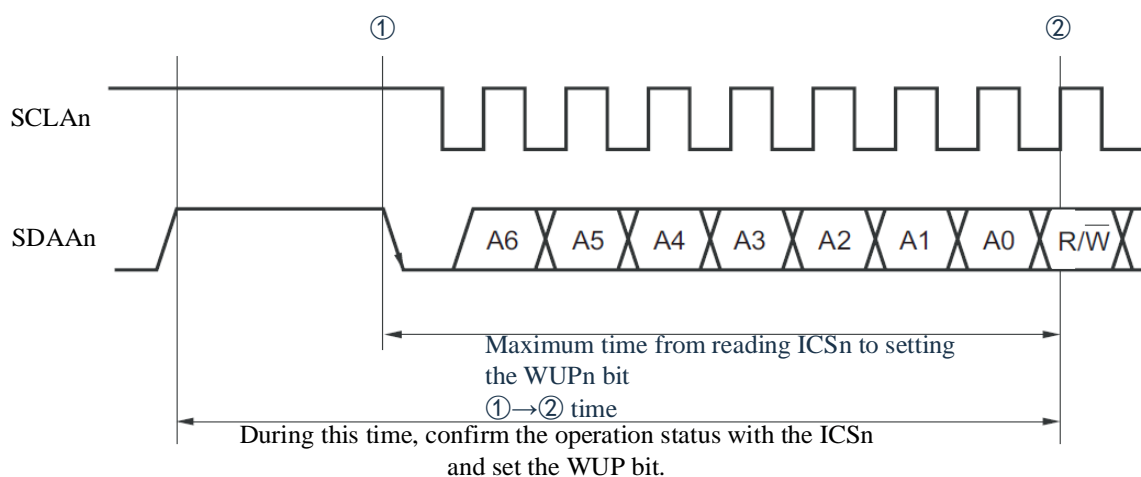 ① ②
SCLAn
SDAAn
A6 A5 A4 A3 A2 A1 A0 R/W̅
Maximum time from reading ICSn to setting
the WUPn bit
①→② time
During this time, confirm the operation status with the ICSn
and set the WUP bit.